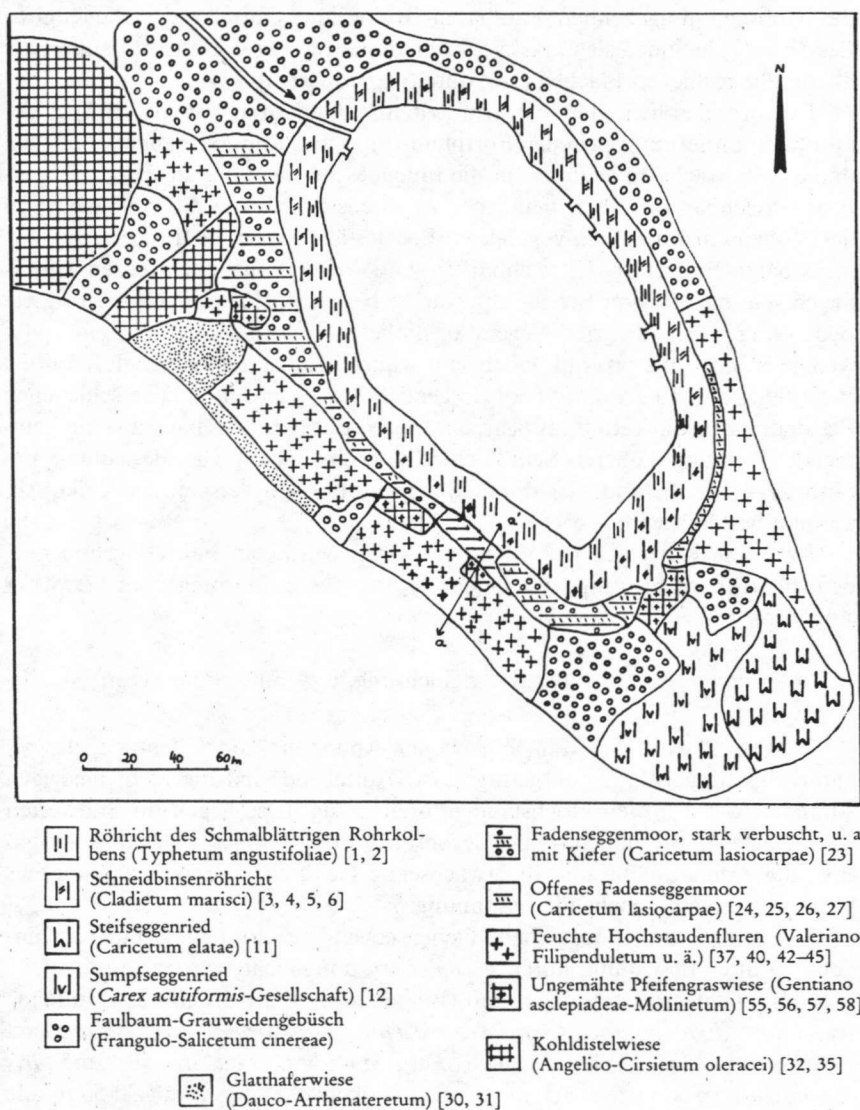 N
a
a
0 20 40 60 m
Röhricht des Schmalblättrigen Rohrkol-
bens (Typhetum angustifoliae) [1, 2]
Schneidbinsenröhricht
(Cladietum marisci) [3, 4, 5, 6]
Steifseggenried
(Caricetum elatae) [11]
Sumpfseggenried
(Carex acutiformis-Gesellschaft) [12]
Faulbaum-Grauweidengebüsch
(Frangulo-Salicetum cinereae)
Glatthaferwiese
(Dauco-Arrhenateretum) [30, 31]
Fadenseggenmoor, stark verbuscht, u. a
mit Kiefer (Caricetum lasiocarpae) [23]
Offenes Fadenseggenmoor
(Caricetum lasiocarpae) [24, 25, 26, 27]
Feuchte Hochstaudenfluren (Valeriano
Filipenduletum u. ä.) [37, 40, 42–45]
Ungemähte Pfeifengraswiese (Gentiano
asclepiadeae-Molinietum) [55, 56, 57, 58]
Kohldistelwiese
(Angelico-Cirsietum oleracei) [32, 35]